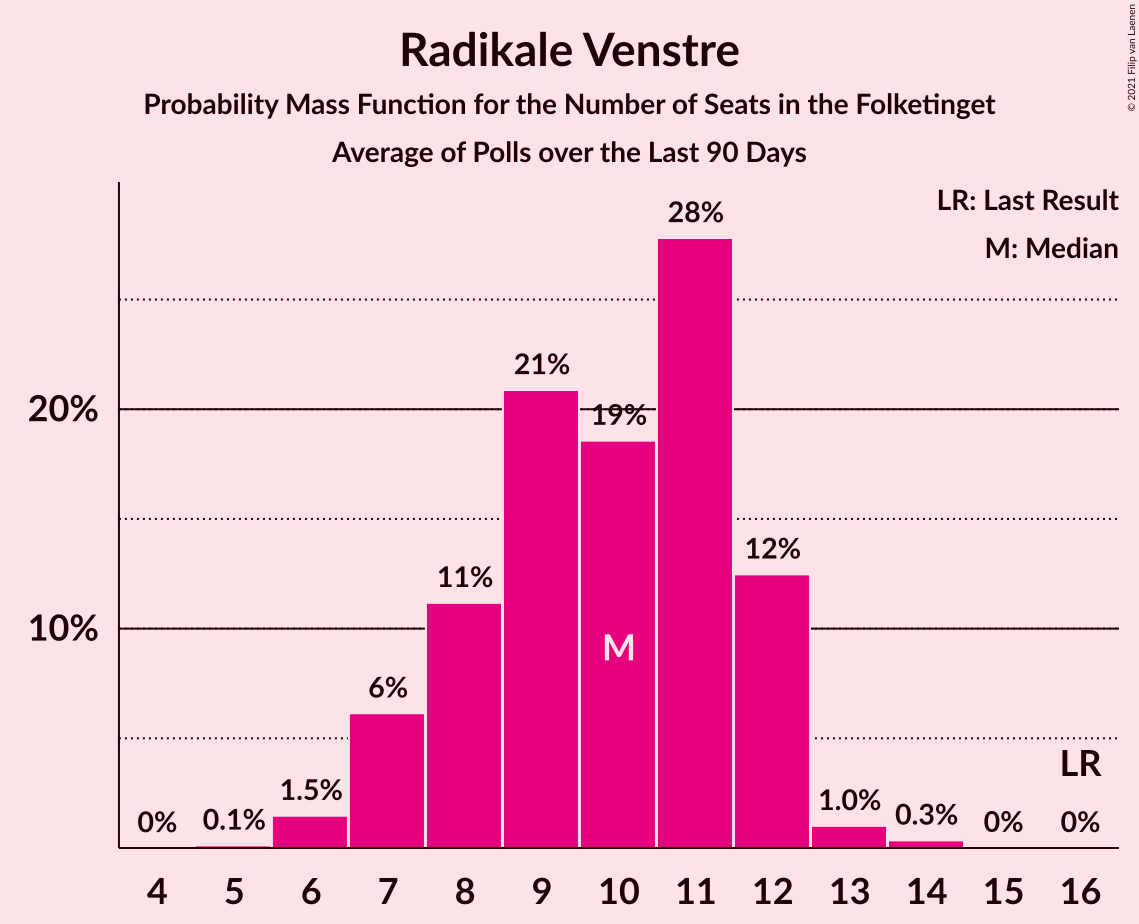 Radikale Venstre
Probability Mass Function for the Number of Seats in the Folketinget
Average of Polls over the Last 90 Days
© 2021 Filip van Laenen
LR: Last Result
M: Median
28%
21%
20%
19%
12%
11%
10%
M
6%
LR
1.5%
1.0%
0.3%
0%
0.1%
0%
0%
4 5 6 7 8 9 10 11 12 13 14 15 16